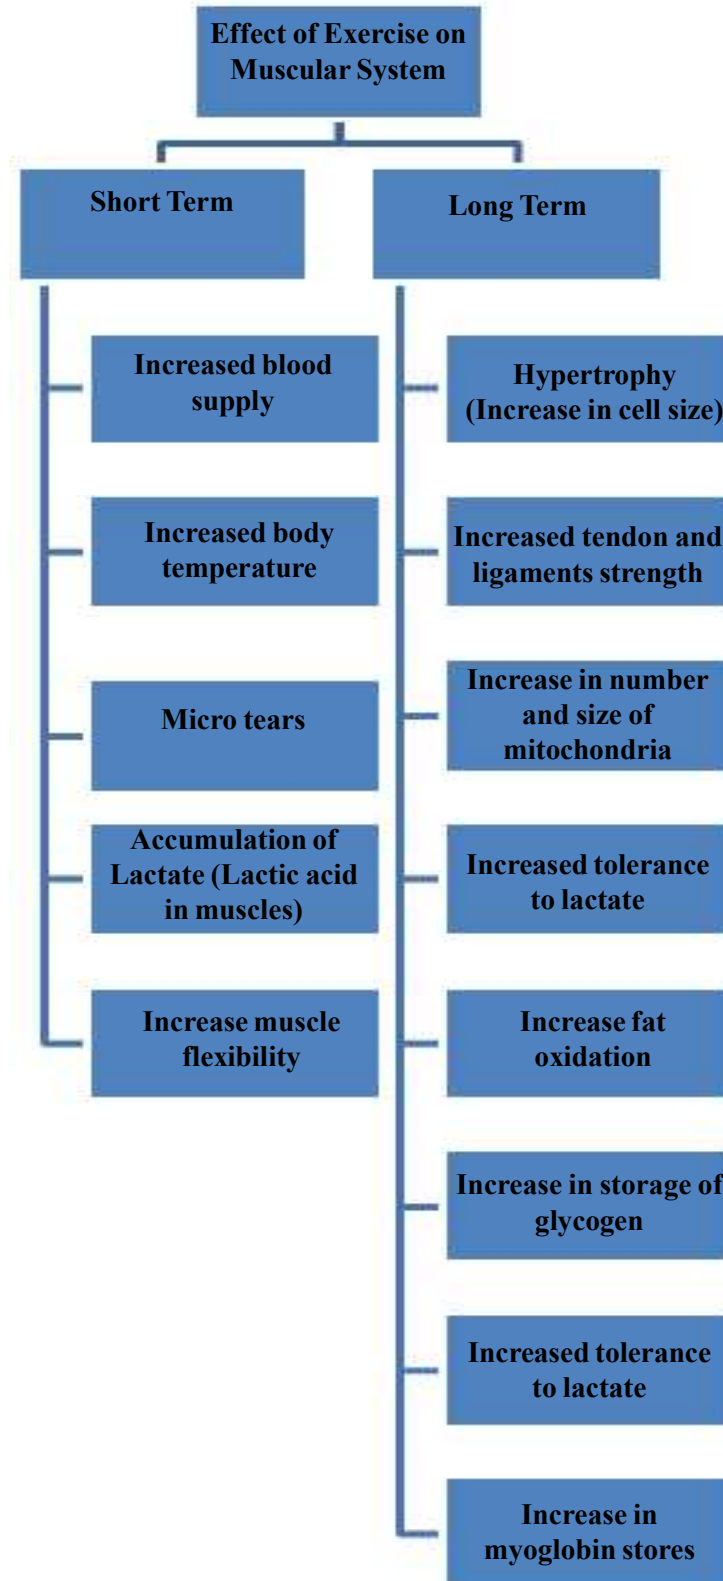 Effect of Exercise on
Muscular System
Short Term
Long Term
Increased blood
supply
Increased body
temperature
Micro tears
Accumulation of
Lactate (Lactic acid
in muscles)
Increase muscle
flexibility
Hypertrophy
(Increase in cell size)
Increased tendon and
ligaments strength
Increase in number
and size of
mitochondria
Increased tolerance
to lactate
Increase fat
oxidation
Increase in storage of
glycogen
Increased tolerance
to lactate
Increase in
myoglobin stores